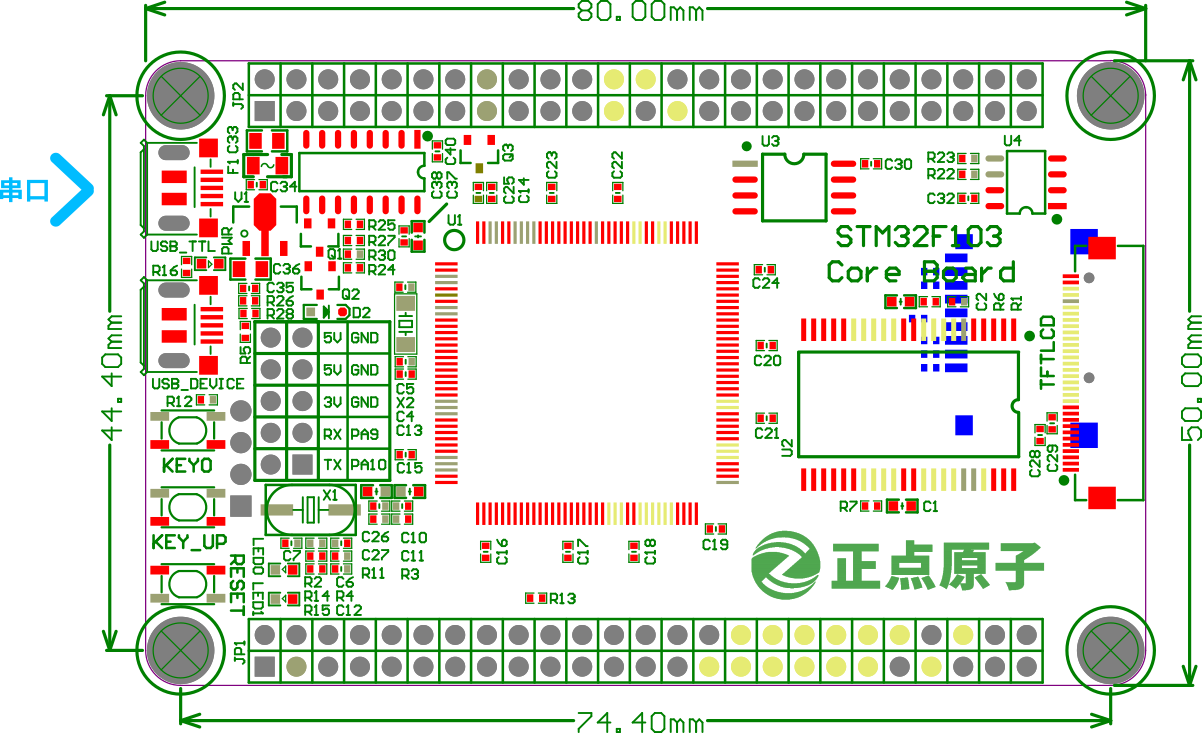 80.00mm
JP2
C33
F1
C34
V1
PWR
串口
USB_TTL
R16
C36
C40
C38
C37
Q3
C25
C14
C23
C22
U1
R25
R27
Q1
R30
R24
Q2
D2
U3
C30
U4
R23
R22
C32
STM32F103
Core Board
C24
C2
R6
R1
C35
R26
R28
R5
USB_DEVICE
R12
5V GND
5V GND
3V GND
RX PA9
TX PA10
C5
X2
C4
C13
C15
C20
C21
U2
TFTLCD
C28
C29
44.40mm
50.00mm
KEY0
KEY_UP
RESET
X1
LED0
LED1
C7
C26
C10
C27
C11
R11
R3
R2
C6
R14
R4
R15
C12
C16
C17
C18
C19
R7
C1
R13
正点原子
JP1
74.40mm